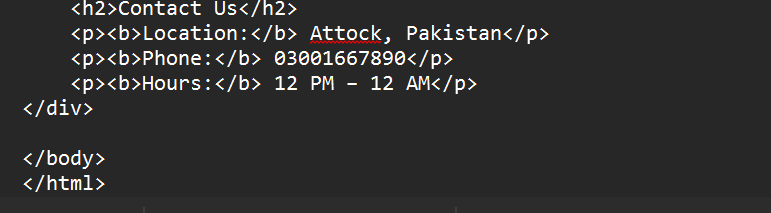 <h2>Contact Us</h2>
<p><b>Location:</b> Attock, Pakistan</p>
<p><b>Phone:</b> 03001667890</p>
<p><b>Hours:</b> 12 PM – 12 AM</p>
</div>
</body>
</html>